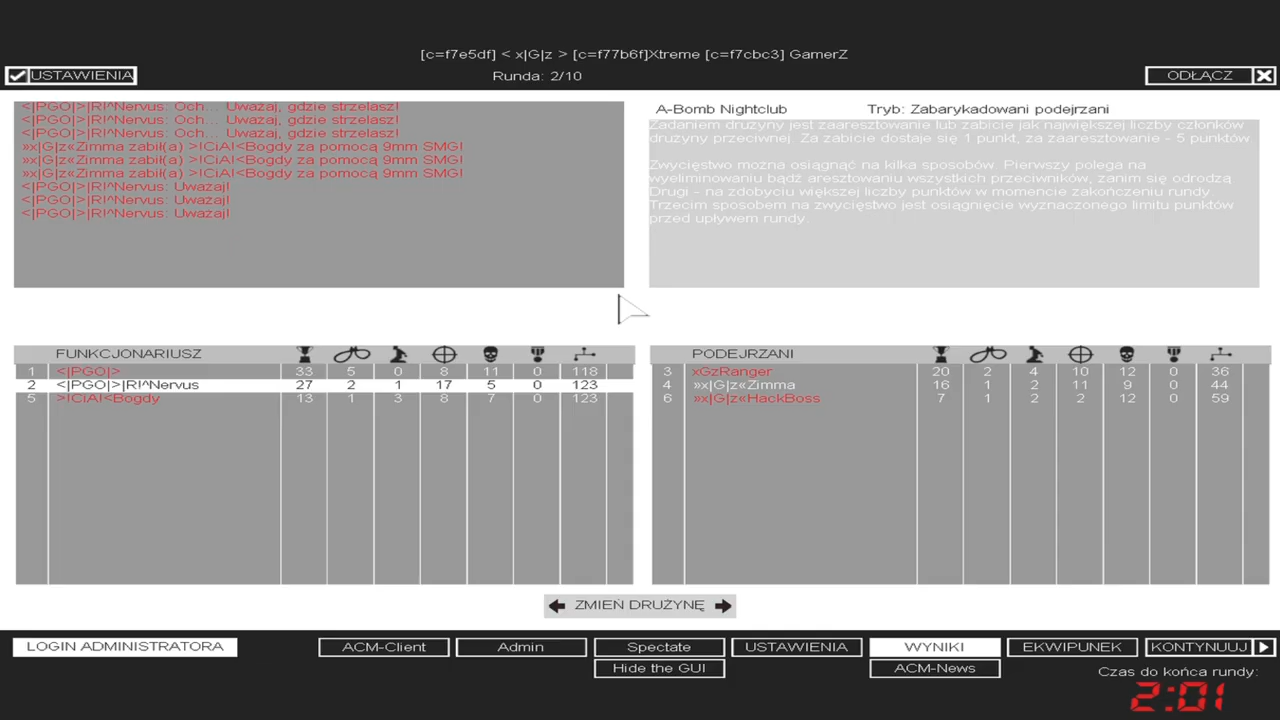 [c=f7e5df] < x|G|z > [c=f77b6f]Xtreme [c=f7cbc3] GamerZ
USTAWIENIA
Runda: 2/10
ODŁĄCZ
<|PGO|>|R!^Nervus: Och... Uważaj, gdzie strzelasz!
<|PGO|>|R!^Nervus: Och... Uważaj, gdzie strzelasz!
<|PGO|>|R!^Nervus: Och... Uważaj, gdzie strzelasz!
»x|G|z«Zimma zabił(a) >!CiA!<Bogdy za pomocą 9mm SMG!
»x|G|z«Zimma zabił(a) >!CiA!<Bogdy za pomocą 9mm SMG!
»x|G|z«Zimma zabił(a) >!CiA!<Bogdy za pomocą 9mm SMG!
<|PGO|>|R!^Nervus: Uważaj!
<|PGO|>|R!^Nervus: Uważaj!
<|PGO|>|R!^Nervus: Uważaj!
A-Bomb Nightclub Tryb: Zabarykadowani podejrzani
Zadaniem drużyny jest zaaresztowanie lub zabicie jak największej liczby członków
drużyny przeciwnej. Za zabicie dostaje się 1 punkt, za zaaresztowanie - 5 punktów
Zwycięstwo można osiągnąć na kilka sposobów. Pierwszy polega na
wyeliminowaniu bądź aresztowaniu wszystkich przeciwników, zanim się odrodzą
Drugi - na zdobyciu większej liczby punktów w momencie zakończeniu rundy
Trzecim sposobem na zwycięstwo jest osiągnięcie wyznaczonego limitu punktów
przed upływem rundy
FUNKCJONARIUSZ
1 <|PGO|> 33 5 0 8 11 0 118
2 <|PGO|>|R!^Nervus 27 2 1 17 5 0 123
5 >!CiA!<Bogdy 13 1 3 8 7 0 123
PODEJRZANI
3 xGzRanger 20 2 4 10 12 0 36
4 »x|G|z«Zimma 16 1 2 11 9 0 44
6 »x|G|z«HackBoss 7 1 2 2 12 0 59
ZMIEŃ DRUŻYNĘ
LOGIN ADMINISTRATORA
ACM-Client Admin Spectate USTAWIENIA WYNIKI EKWIPUNEK KONTYNUUJ
Hide the GUI ACM-News
Czas do końca rundy:
2:01